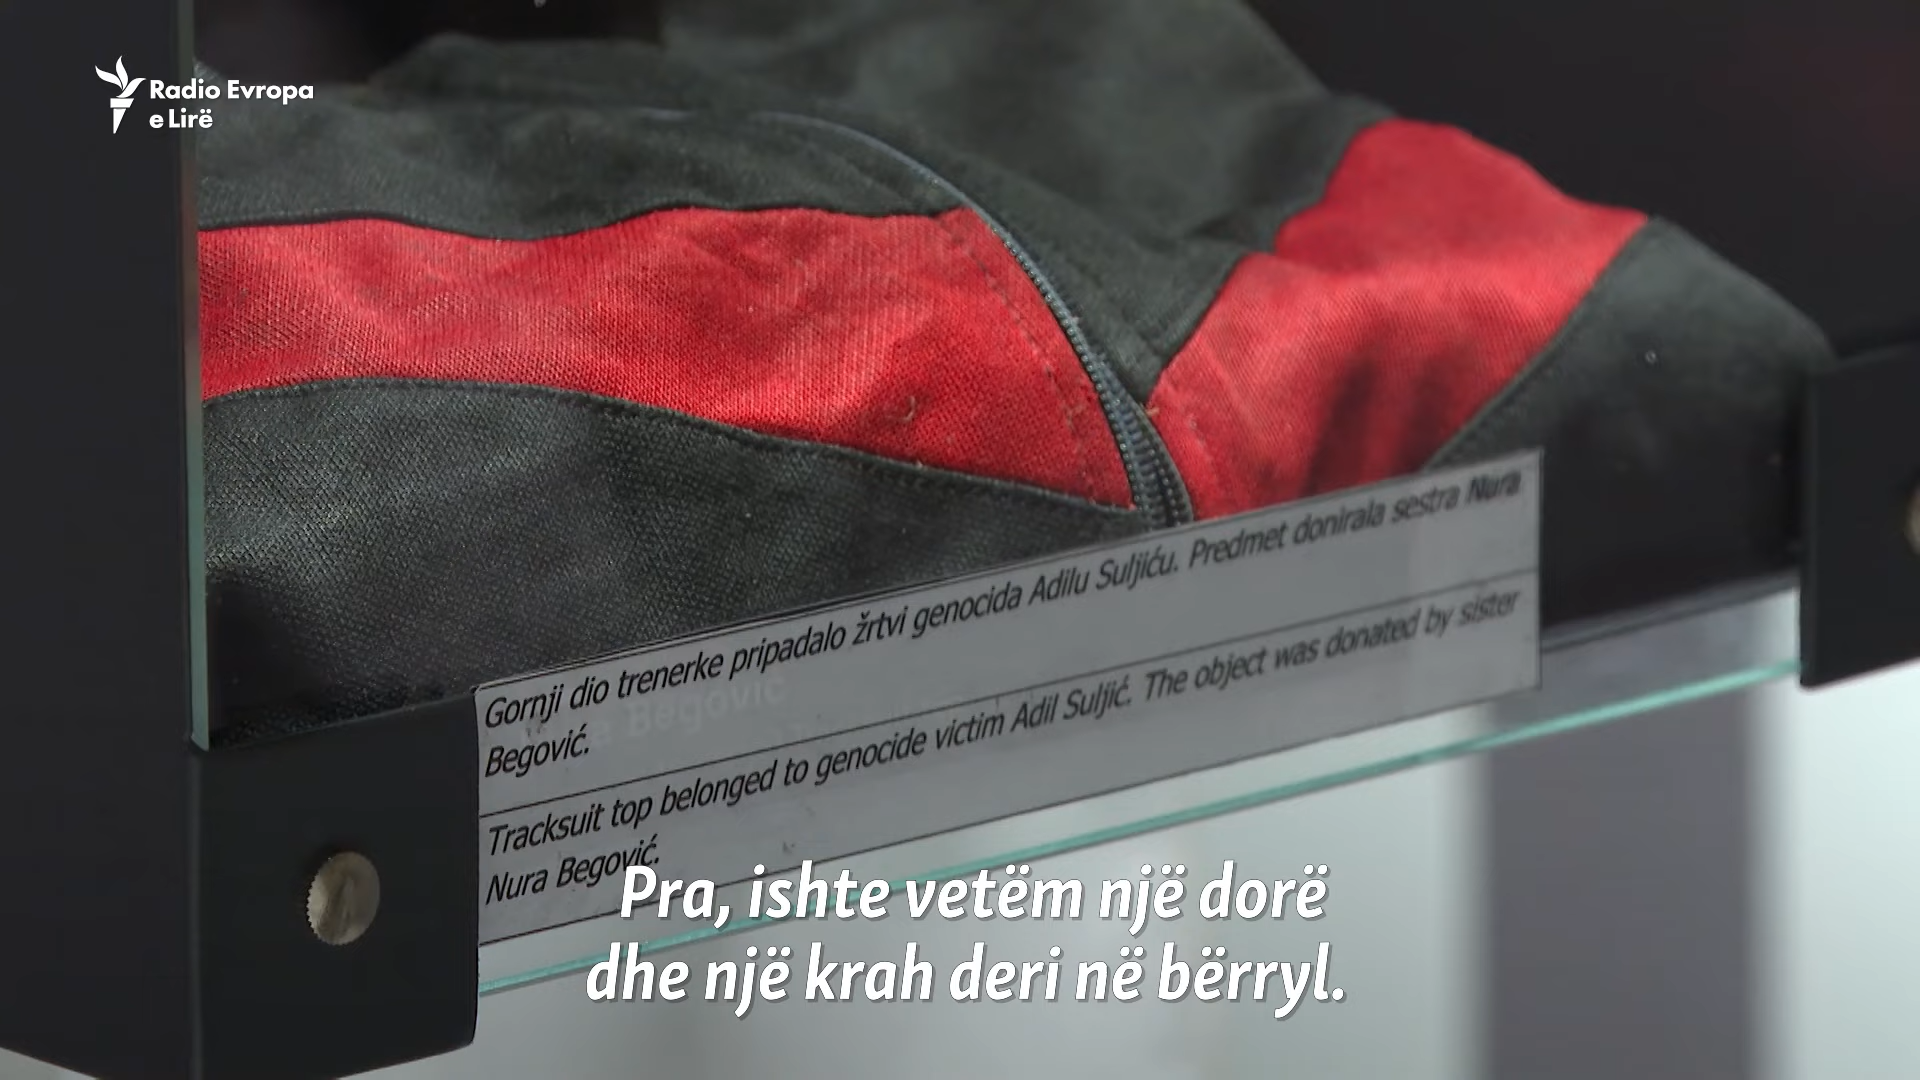 Radio Evropa
e Lirë
Gornji dio trenerke pripadalo žrtvi genocida Adilu Suljiću. Predmet donirala sestra Nura
Begović.
Tracksuit top belonged to genocide victim Adil Suljić. The object was donated by sister
Nura Begović.
Pra, ishte vetëm një dorë
dhe një krah deri në bërryl.